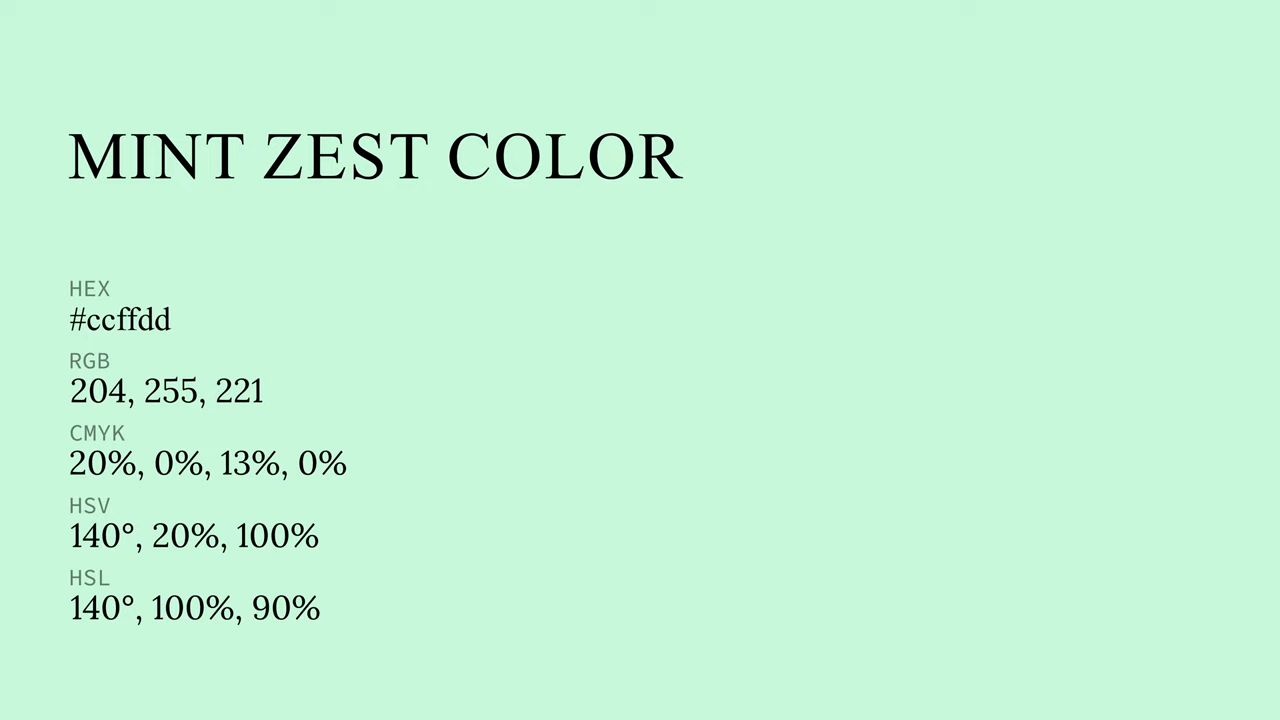 MINT ZEST COLOR
HEX
#ccffdd
RGB
204, 255, 221
CMYK
20%, 0%, 13%, 0%
HSV
140°, 20%, 100%
HSL
140°, 100%, 90%